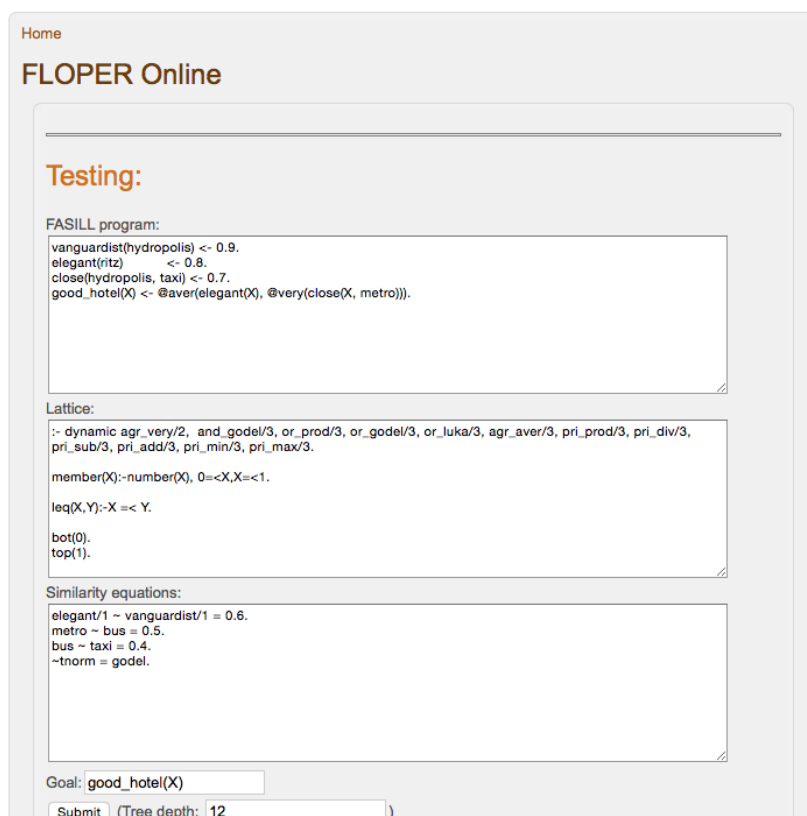 Home
FLOPER Online
Testing:
FASILL program:
vanguardist(hydropolis) <- 0.9.
elegant(ritz) <- 0.8.
close(hydropolis, taxi) <- 0.7.
good_hotel(X) <- @aver(elegant(X), @very(close(X, metro))).
Lattice:
:- dynamic agr_very/2, and_godel/3, or_prod/3, or_godel/3, or_luka/3, agr_aver/3, pri_prod/3, pri_div/3,
pri_sub/3, pri_add/3, pri_min/3, pri_max/3.
member(X):-number(X), 0=<X,X=<1.
leq(X,Y):-X =< Y.
bot(0).
top(1).
Similarity equations:
elegant/1 ~ vanguardist/1 = 0.6.
metro ~ bus = 0.5.
bus ~ taxi = 0.4.
~tnorm = godel.
Goal: good_hotel(X)
Submit (Tree depth: 12 )